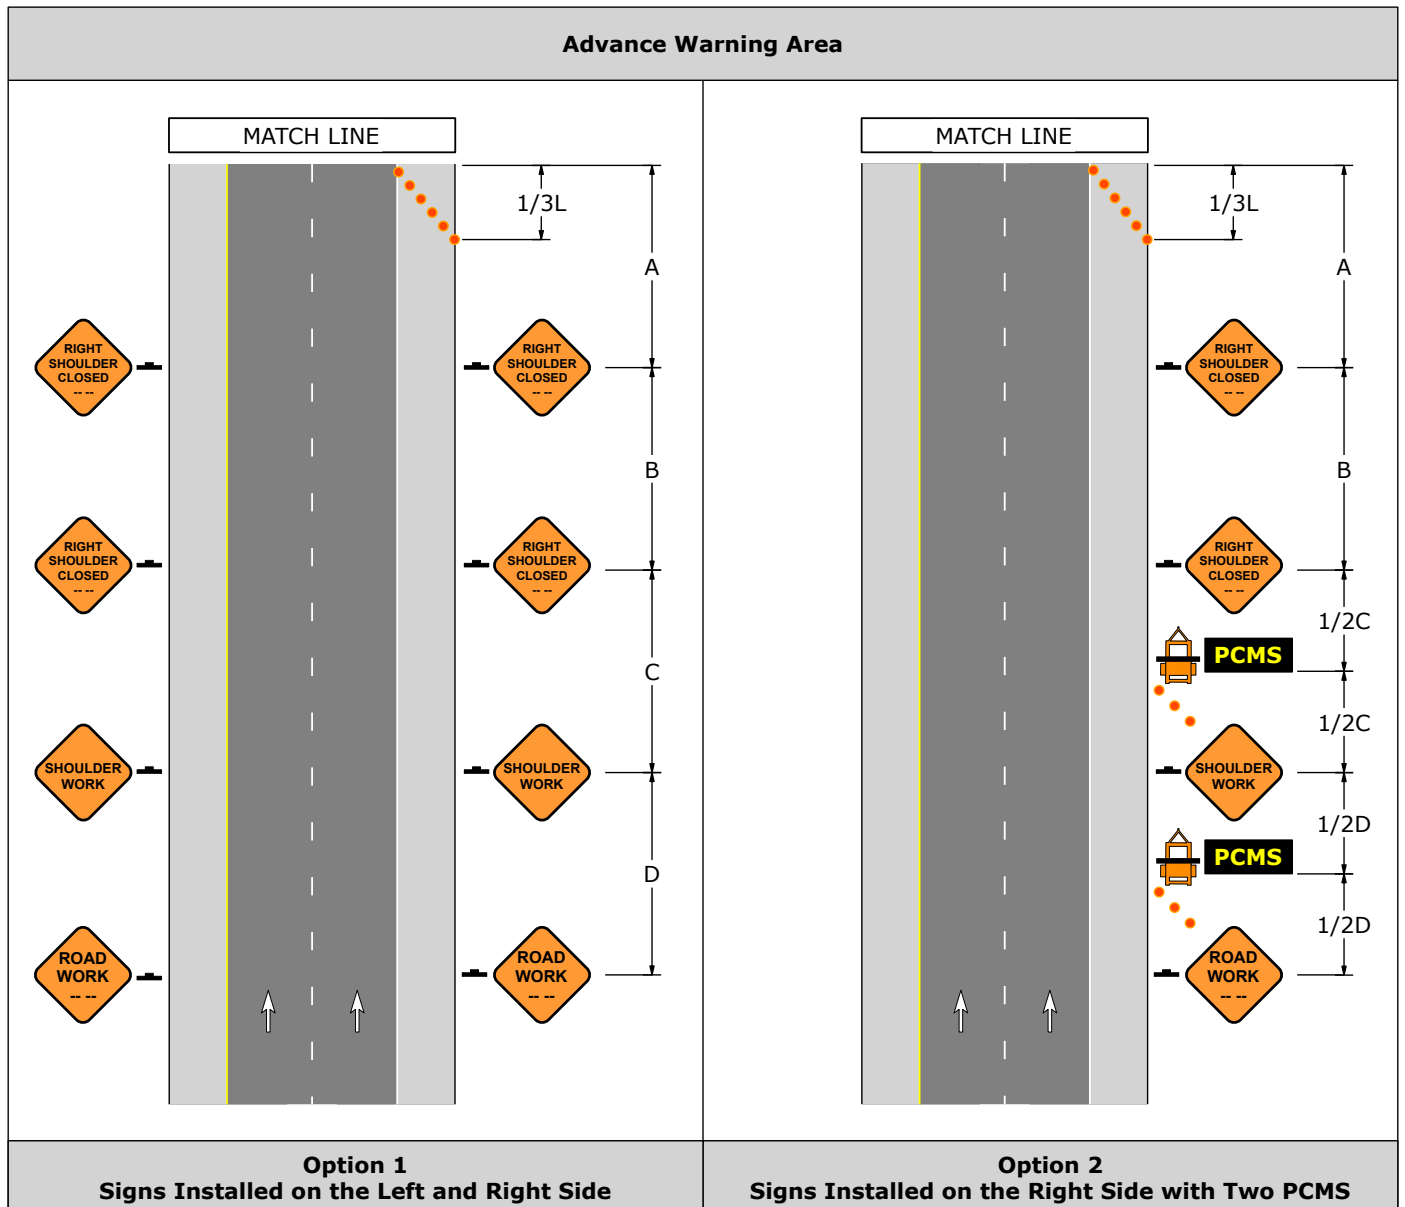 Advance Warning Area
MATCH LINE
1/3L
A
RIGHT
SHOULDER
CLOSED
-- --
RIGHT
SHOULDER
CLOSED
-- --
B
RIGHT
SHOULDER
CLOSED
-- --
RIGHT
SHOULDER
CLOSED
-- --
C
SHOULDER
WORK
SHOULDER
WORK
D
ROAD
WORK
-- --
ROAD
WORK
-- --
Option 1
Signs Installed on the Left and Right Side
MATCH LINE
1/3L
A
RIGHT
SHOULDER
CLOSED
-- --
B
RIGHT
SHOULDER
CLOSED
-- --
1/2C
PCMS
1/2C
SHOULDER
WORK
1/2D
PCMS
1/2D
ROAD
WORK
-- --
Option 2
Signs Installed on the Right Side with Two PCMS